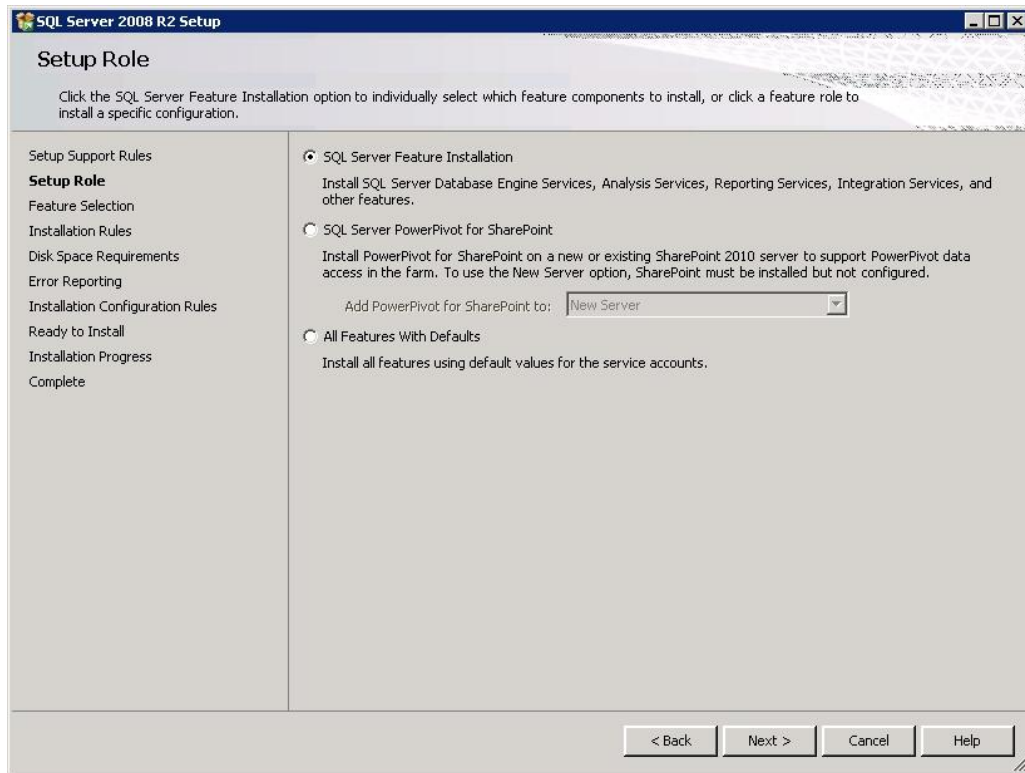 SQL Server 2008 R2 Setup
Setup Role
Click the SQL Server Feature Installation option to individually select which feature components to install, or click a feature role to
install a specific configuration.
Setup Support Rules
Setup Role
Feature Selection
Installation Rules
Disk Space Requirements
Error Reporting
Installation Configuration Rules
Ready to Install
Installation Progress
Complete
SQL Server Feature Installation
Install SQL Server Database Engine Services, Analysis Services, Reporting Services, Integration Services, and
other features.
SQL Server PowerPivot for SharePoint
Install PowerPivot for SharePoint on a new or existing SharePoint 2010 server to support PowerPivot data
access in the farm. To use the New Server option, SharePoint must be installed but not configured.
Add PowerPivot for SharePoint to: New Server
All Features With Defaults
Install all features using default values for the service accounts.
< Back Next > Cancel Help